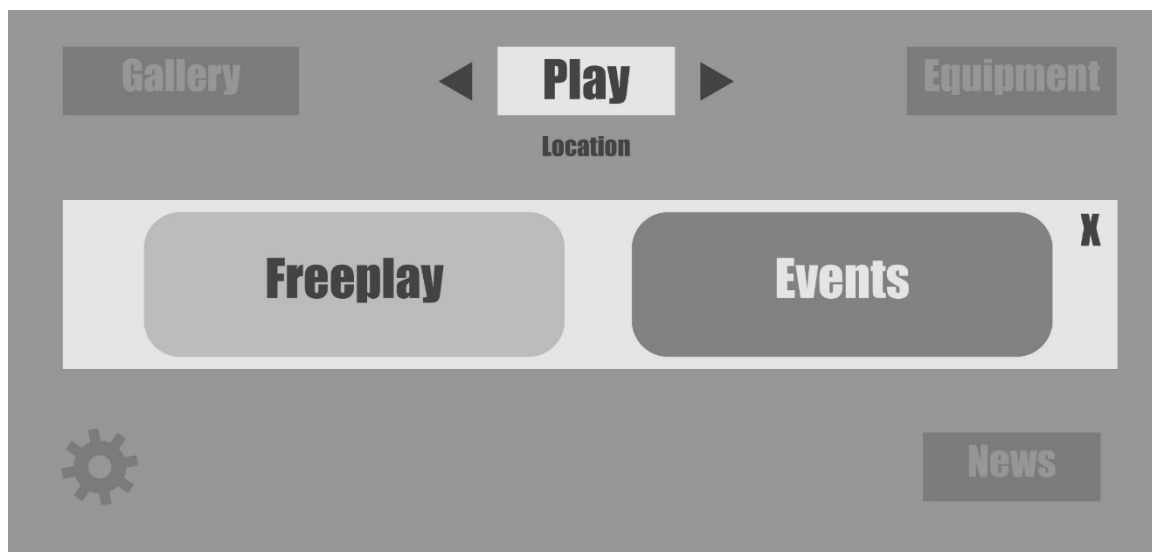 Gallery
Play
Equipment
Location
X
Freeplay
Events
News